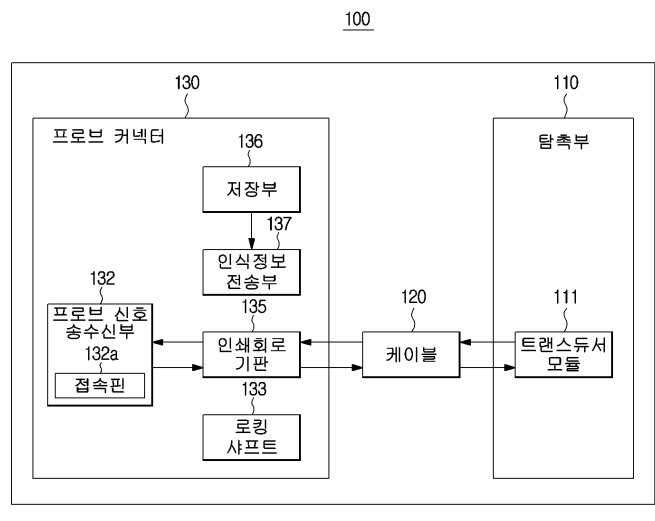 100
130
110
프로브 커넥터
탐촉부
136
저장부
137
인식정보
전송부
132
프로브 신호
송수신부
132a
접속핀
135
인쇄회로
기판
120
케이블
111
트랜스듀서
모듈
133
로킹
샤프트